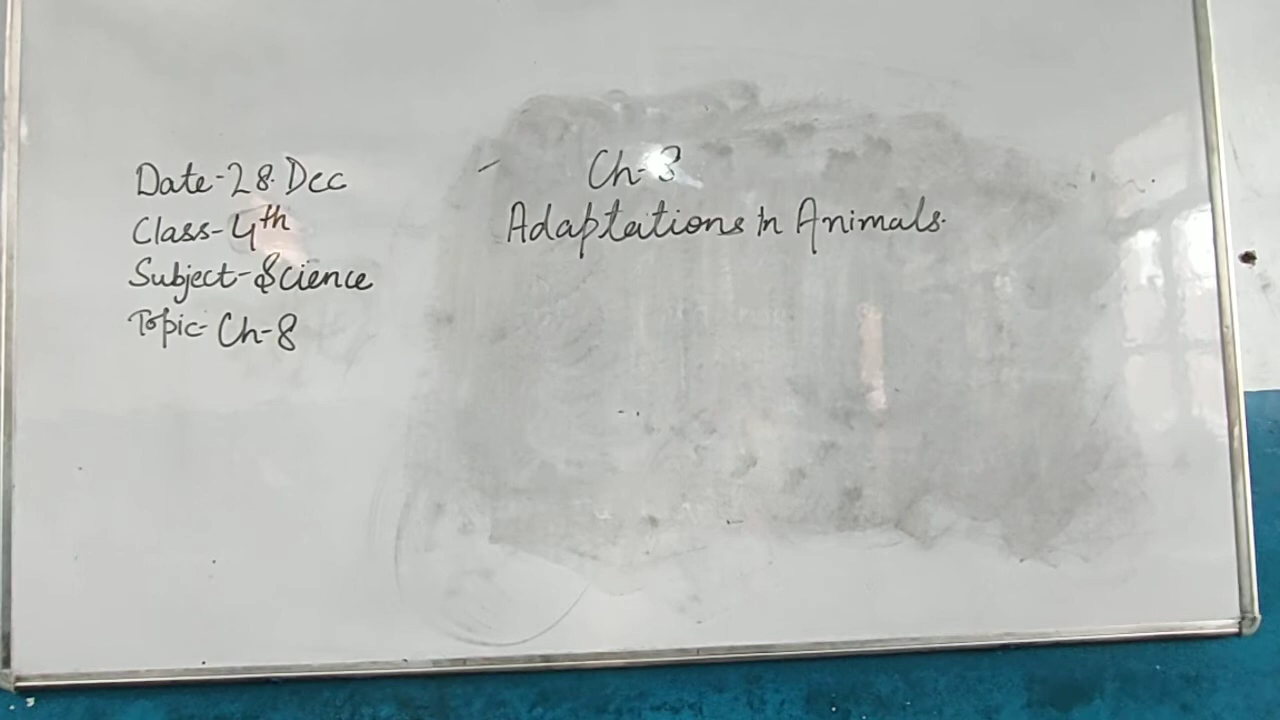 Date-28.Dec
Class-4th
Subject-Science
Topic-Ch-8
Ch-3
Adaptations In Animals.